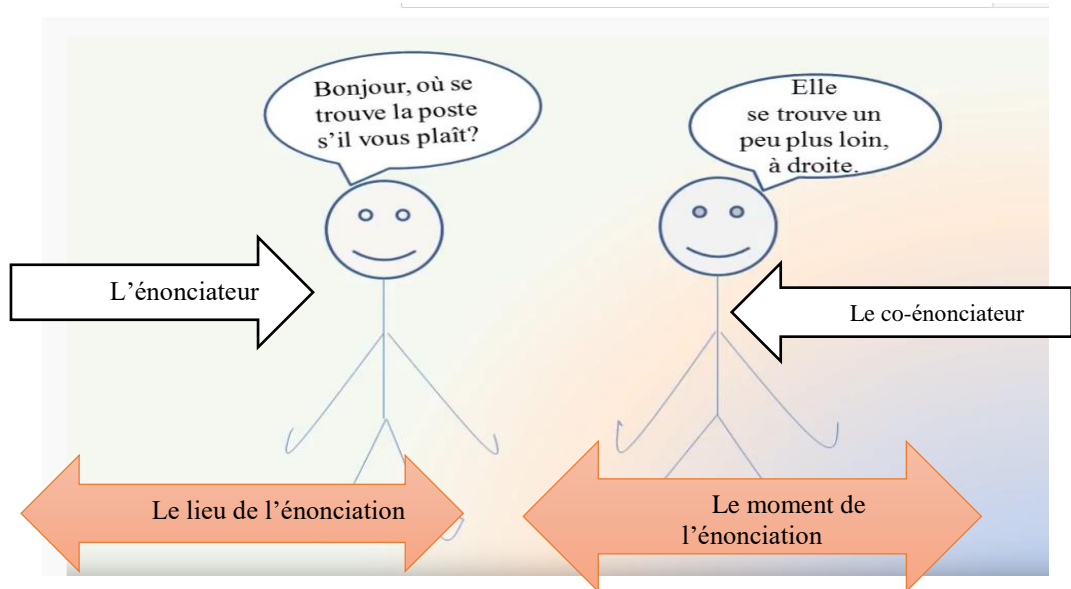 Bonjour, où se
trouve la poste
s'il vous plaît?
Elle
se trouve un
peu plus loin,
à droite.
L'énonciateur
Le co-énonciateur
Le lieu de l'énonciation
Le moment de
l'énonciation